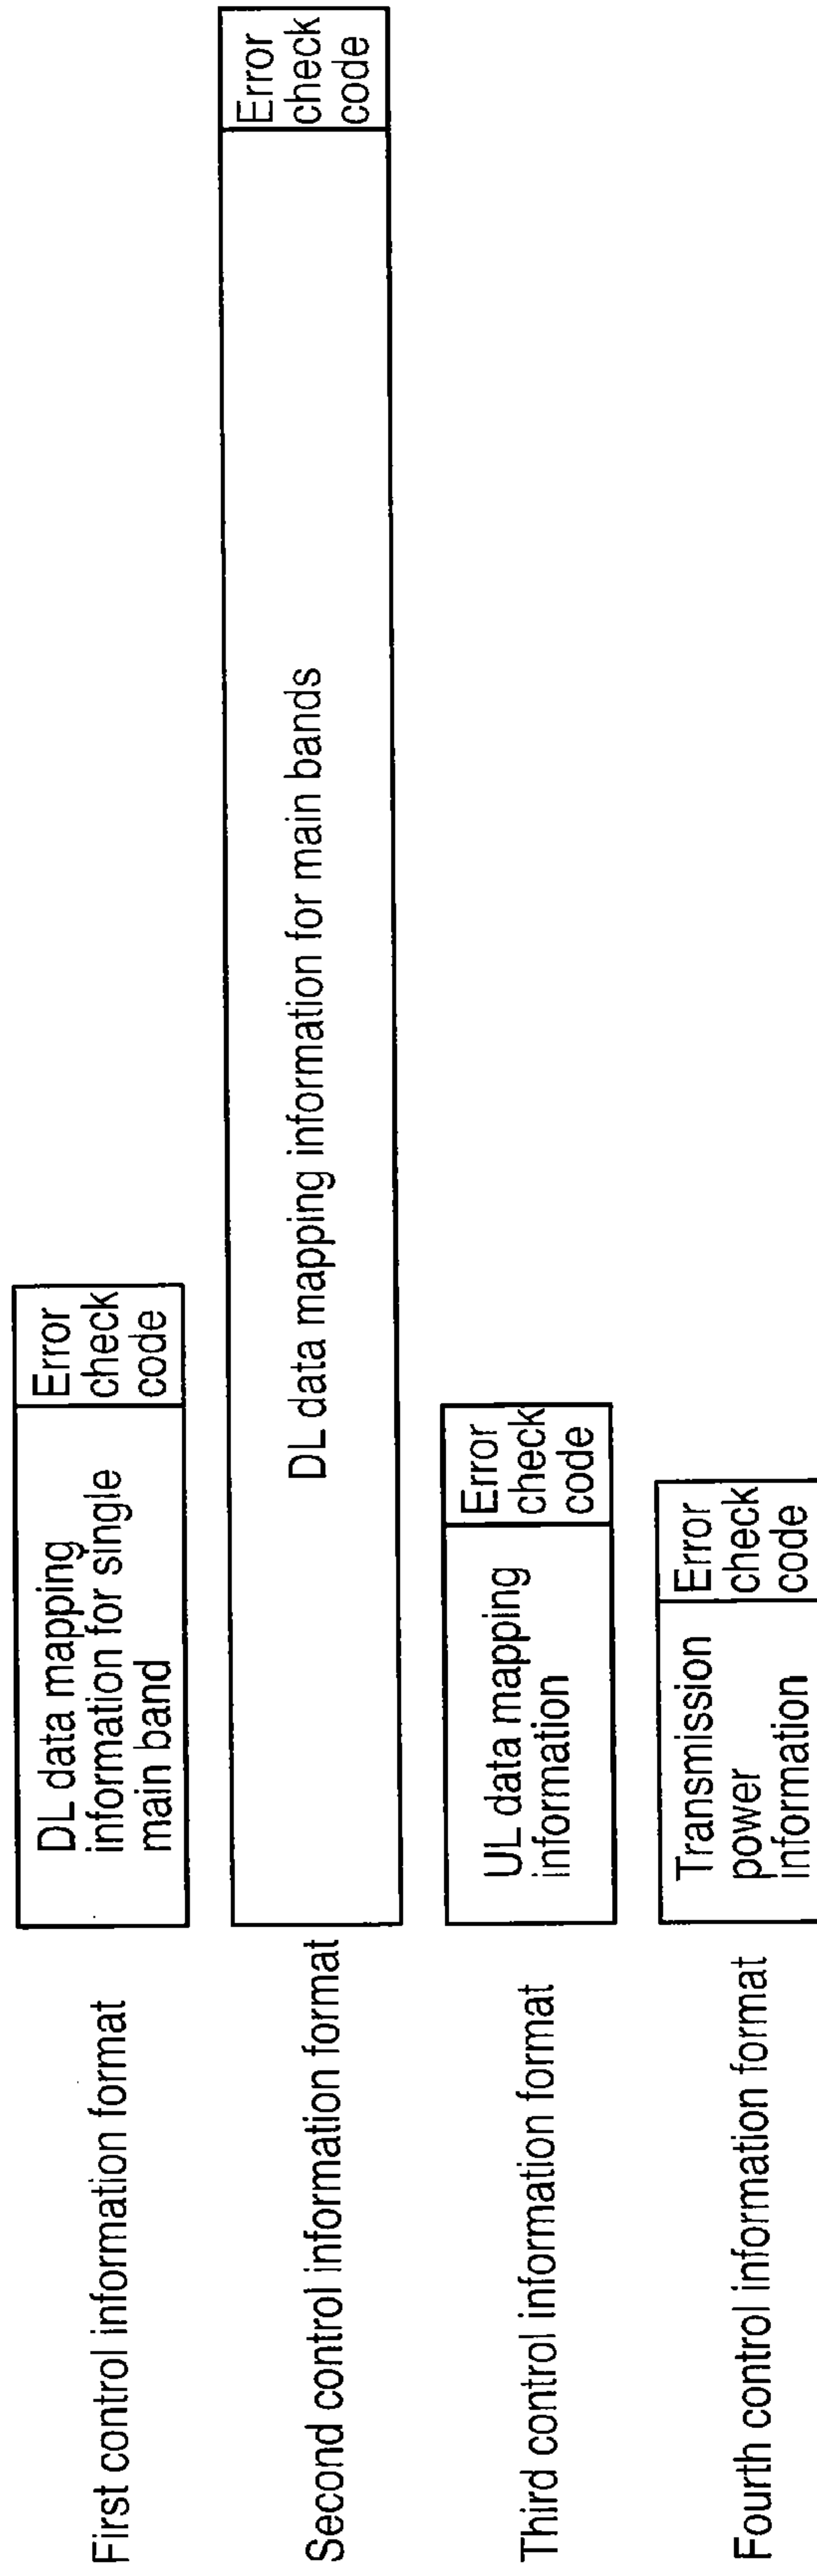 First control information format
DL data mapping
information for single
main band
Error
check
code
Second control information format
DL data mapping information for main bands
Error
check
code
Third control information format
UL data mapping
information
Error
check
code
Fourth control information format
Transmission
power
information
Error
check
code